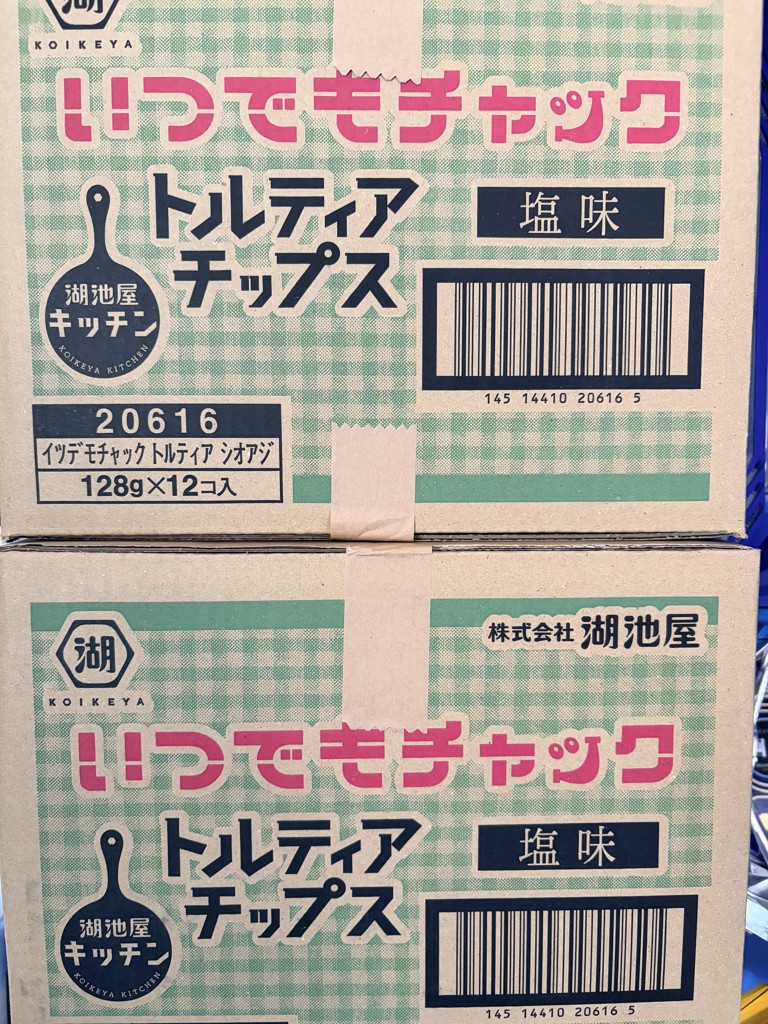 湖
KOIKEYA
いつでもチャック
トルティア
チップス
塩味
湖池屋
キッチン
KOIKEYA KITCHEN
145 14410 20616 5
20616
イツデモチャック トルティア シオアジ
128g×12コ入
湖
KOIKEYA
株式会社 湖池屋
いつでもチャック
トルティア
チップス
塩味
湖池屋
キッチン
KOIKEYA KITCHEN
145 14410 20616 5